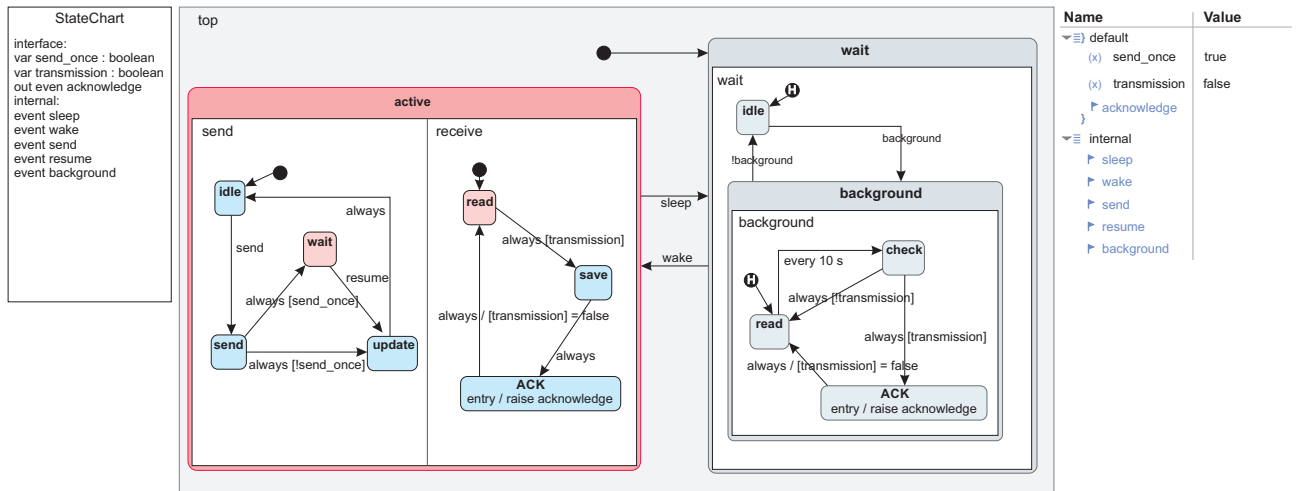 StateChart
interface:
var send_once : boolean
var transmission : boolean
out even acknowledge
internal:
event sleep
event wake
event send
event resume
event background
top
active
send
idle
send
always
wait
always [send_once]
resume
send
always [!send_once]
update
receive
read
always [transmission]
save
always / [transmission] = false
always
ACK
entry / raise acknowledge
sleep
wake
wait
wait
H
idle
background
!background
background
background
check
every 10 s
H
always [!transmission]
read
always [transmission]
always / [transmission] = false
ACK
entry / raise acknowledge
Name Value
default
(x) send_once true
(x) transmission false
acknowledge
}
internal
sleep
wake
send
resume
background